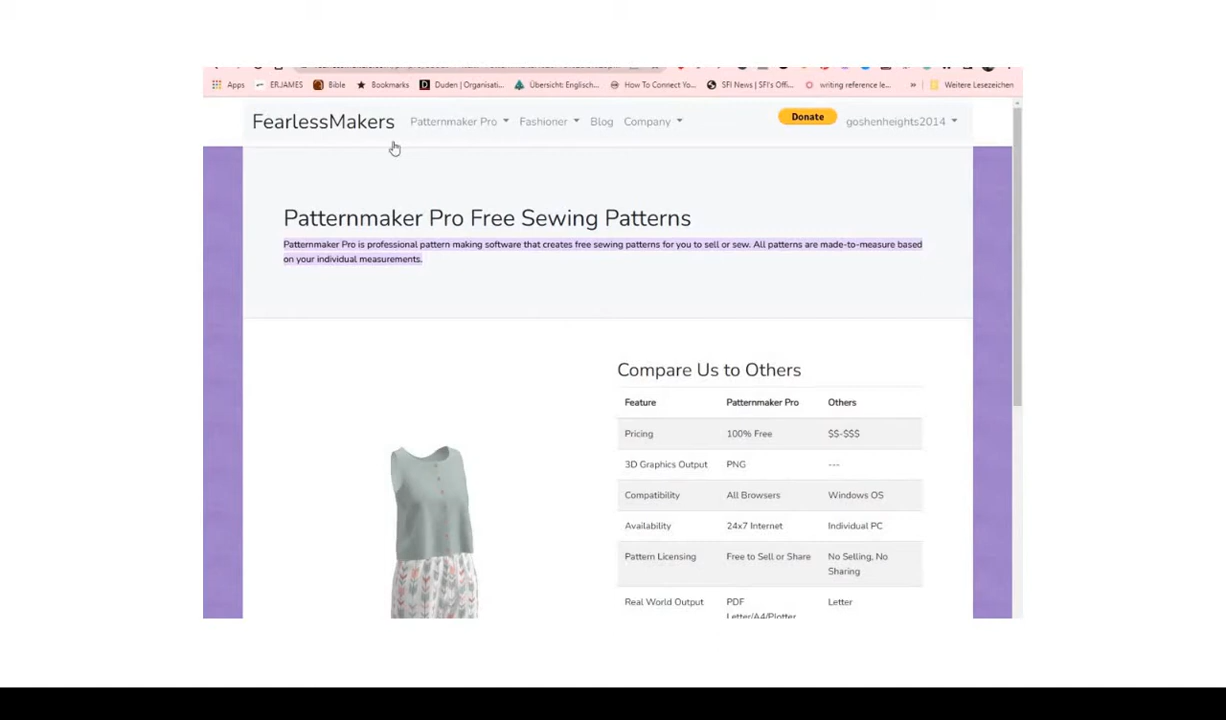 Apps ERJAMES Bible Bookmarks Duden | Organisati... Übersicht: Englisch... How To Connect Yo... SFI News | SFI's Offi... writing reference le... » Weitere Lesezeichen
FearlessMakers Patternmaker Pro Fashioner Blog Company Donate goshenheights2014
Patternmaker Pro Free Sewing Patterns
Patternmaker Pro is professional pattern making software that creates free sewing patterns for you to sell or sew. All patterns are made-to-measure based
on your individual measurements.
Compare Us to Others
Feature Patternmaker Pro Others
Pricing 100% Free $$-$$$
3D Graphics Output PNG ---
Compatibility All Browsers Windows OS
Availability 24x7 Internet Individual PC
Pattern Licensing Free to Sell or Share No Selling, No
Sharing
Real World Output PDF Letter
Letter/A4/Plotter